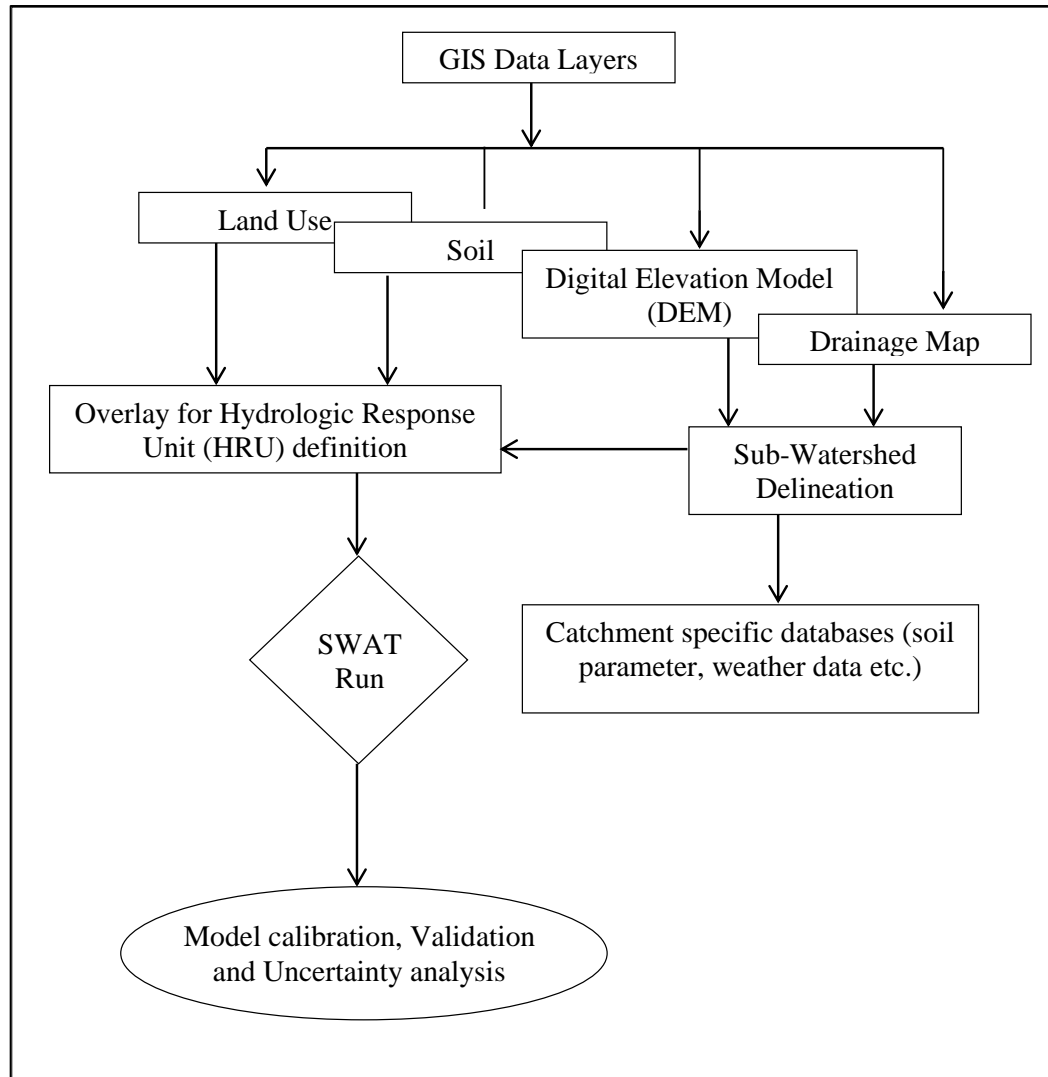 GIS Data Layers
Land Use
Soil
Digital Elevation Model
(DEM)
Drainage Map
Overlay for Hydrologic Response
Unit (HRU) definition
Sub-Watershed
Delineation
SWAT
Run
Catchment specific databases (soil
parameter, weather data etc.)
Model calibration, Validation
and Uncertainty analysis